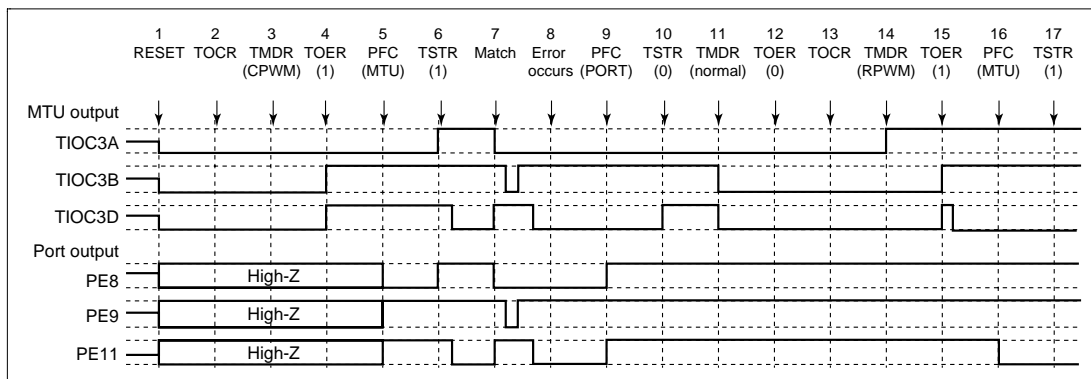 1 2 3 4 5 6 7 8 9 10 11 12 13 14 15 16 17
RESET TOCR TMDR TOER PFC TSTR Match Error PFC TSTR TMDR TOER TOCR TMDR TOER PFC TSTR
(CPWM) (1) (MTU) (1) occurs (PORT) (0) (normal) (0) (RPWM) (1) (MTU) (1)
MTU output
TIOC3A
TIOC3B
TIOC3D
Port output
PE8 High-Z
PE9 High-Z
PE11 High-Z